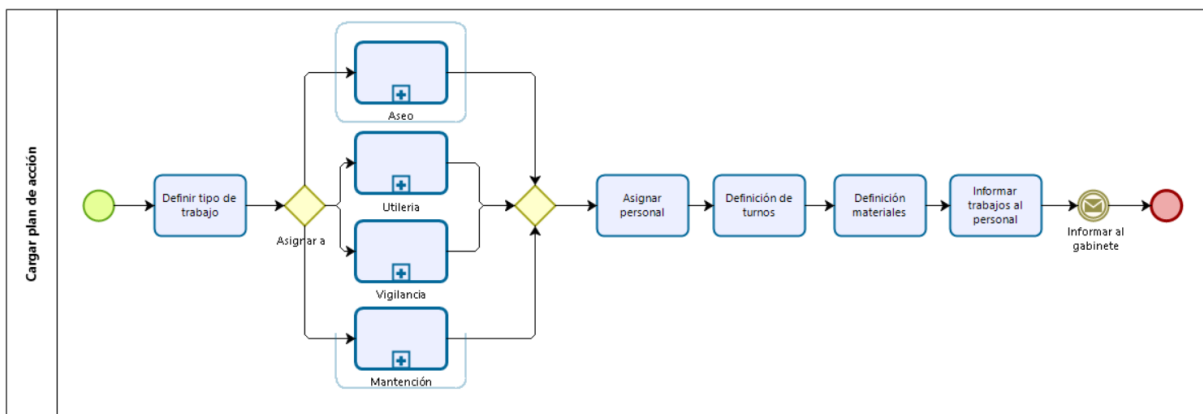 Cargar plan de acción
Definir tipo de
trabajo
Asignar a
Aseo
Utileria
Vigilancia
Mantención
Asignar
personal
Definición de
turnos
Definición
materiales
Informar
trabajos al
personal
Informar al
gabinete